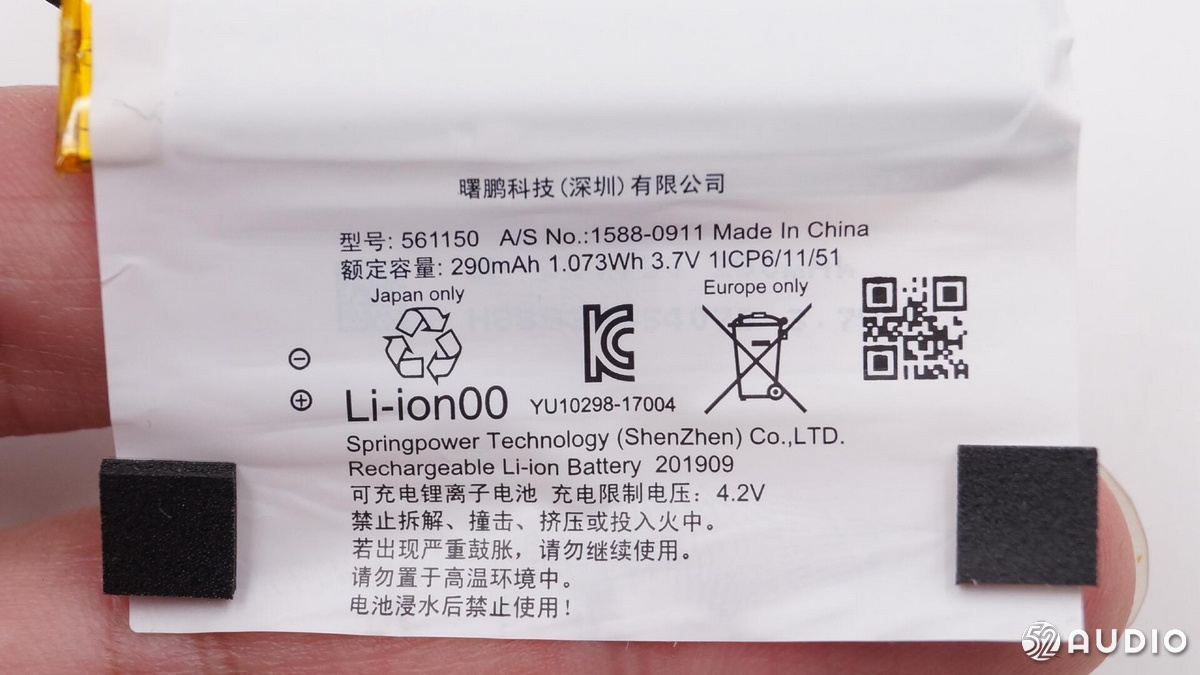 曙鹏科技(深圳)有限公司
型号: 561150 A/S No.:1588-0911 Made In China
额定容量: 290mAh 1.073Wh 3.7V 1ICP6/11/51
Japan only
Europe only
Li-ion00 YU10298-17004
Springpower Technology (ShenZhen) Co.,LTD.
Rechargeable Li-ion Battery 201909
可充电锂离子电池 充电限制电压: 4.2V
禁止拆解、撞击、挤压或投入火中。
若出现严重鼓胀，请勿继续使用。
请勿置于高温环境中。
电池浸水后禁止使用!
52 AUDIO